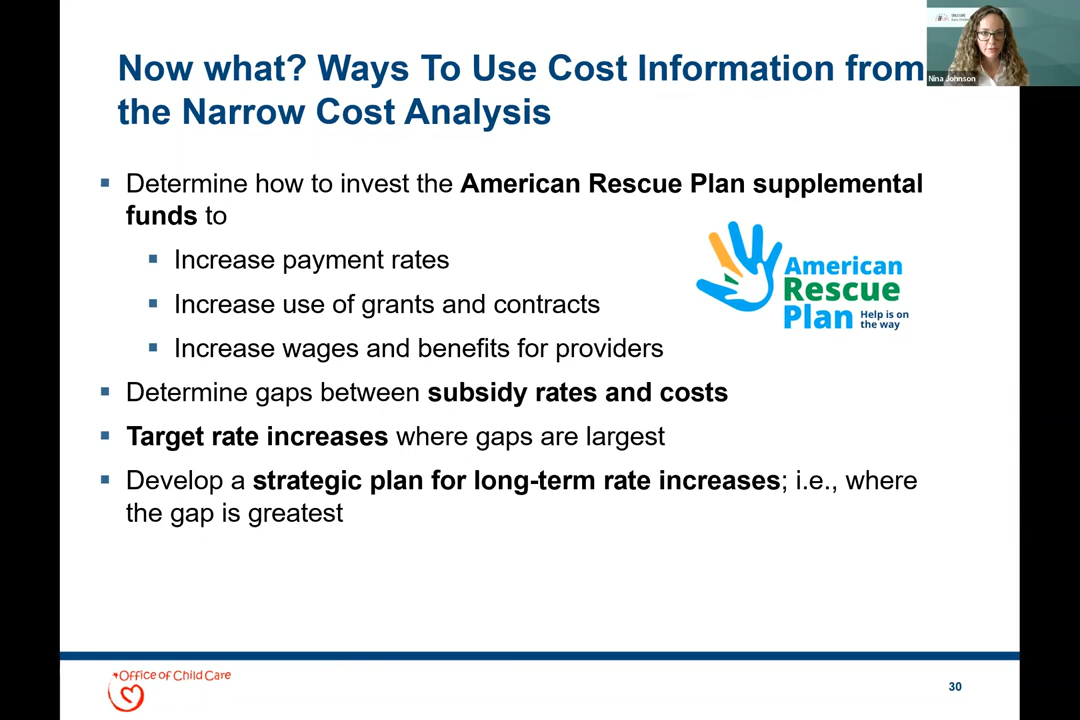 Now what? Ways To Use Cost Information from
the Narrow Cost Analysis
Nina Johnson
Determine how to invest the American Rescue Plan supplemental
funds to
Increase payment rates
Increase use of grants and contracts
Increase wages and benefits for providers
American
Rescue
Plan
Help is on
the way
Determine gaps between subsidy rates and costs
Target rate increases where gaps are largest
Develop a strategic plan for long-term rate increases; i.e., where
the gap is greatest
Office of Child Care
30